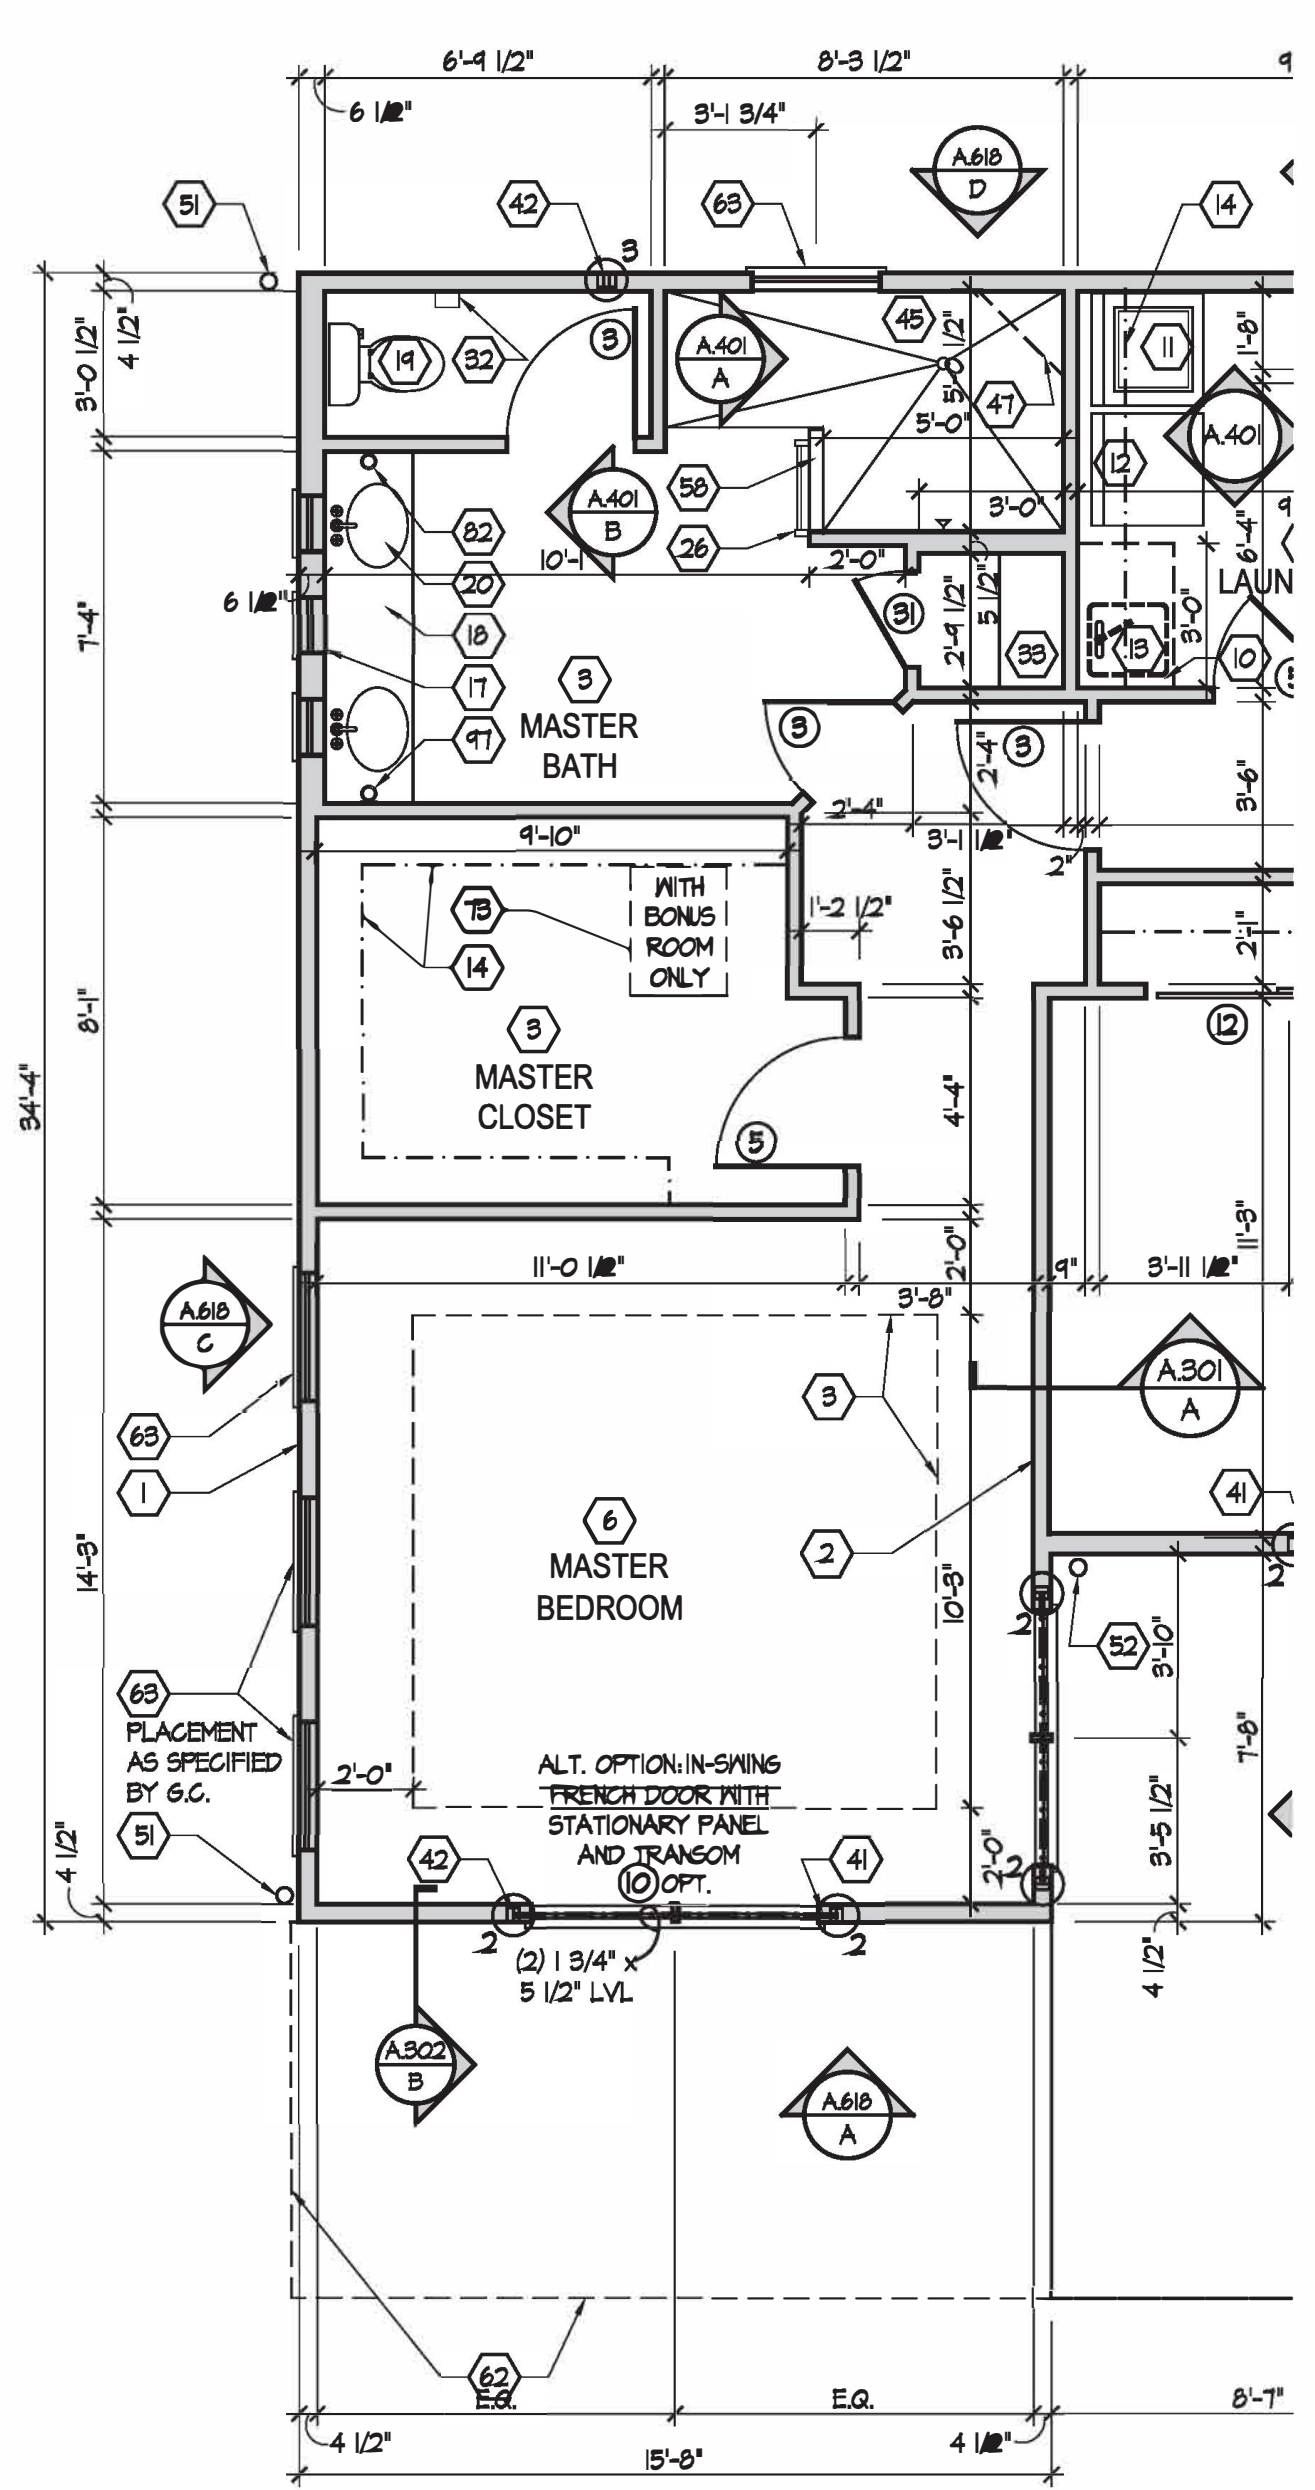 6'-9 1/2"
8'-3 1/2"
9
6 1/2"
3'-1 3/4"
A.618
D
51
42
63
14
3
4 1/2"
3'-0 1/2"
19
32
3
A.401
A
45
5'-0 1/2"
47
11
1'-8"
5'-0"
A.401
12
58
A.401
B
82
26
3'-0"
9
10'-1
2'-0"
6'-4"
20
6 1/2"
31
2'-9 1/2"
5 1/2"
LAUN
3'-0"
7'-4"
18
33
13
10
17
3
MASTER
BATH
97
3
3
2'-4"
3'-6"
2'-4"
3'-1 1/2"
9'-10"
2"
WITH
BONUS
ROOM
ONLY
73
14
1'-2 1/2"
3'-6 1/2"
2'-1"
8'-1"
3
MASTER
CLOSET
12
34'-4"
4'-4"
5
11'-3"
11'-0 1/2"
2'-0"
9"
3'-11 1/2"
3'-8"
A.618
C
A.301
A
3
63
1
41
6
MASTER
BEDROOM
2
2
14'-3"
10'-3"
2
52
3'-10"
63
PLACEMENT
AS SPECIFIED
BY G.C.
7'-8"
2'-0"
ALT. OPTION: IN-SWING
FRENCH DOOR WITH
STATIONARY PANEL
AND TRANSOM
10 OPT.
3'-5 1/2"
51
4 1/2"
42
41
2'-0"
2
2
2
(2) 1 3/4" x
5 1/2" LVL
4 1/2"
A.302
B
A.618
A
62
E.Q.
E.Q.
8'-7"
4 1/2"
4 1/2"
15'-8"